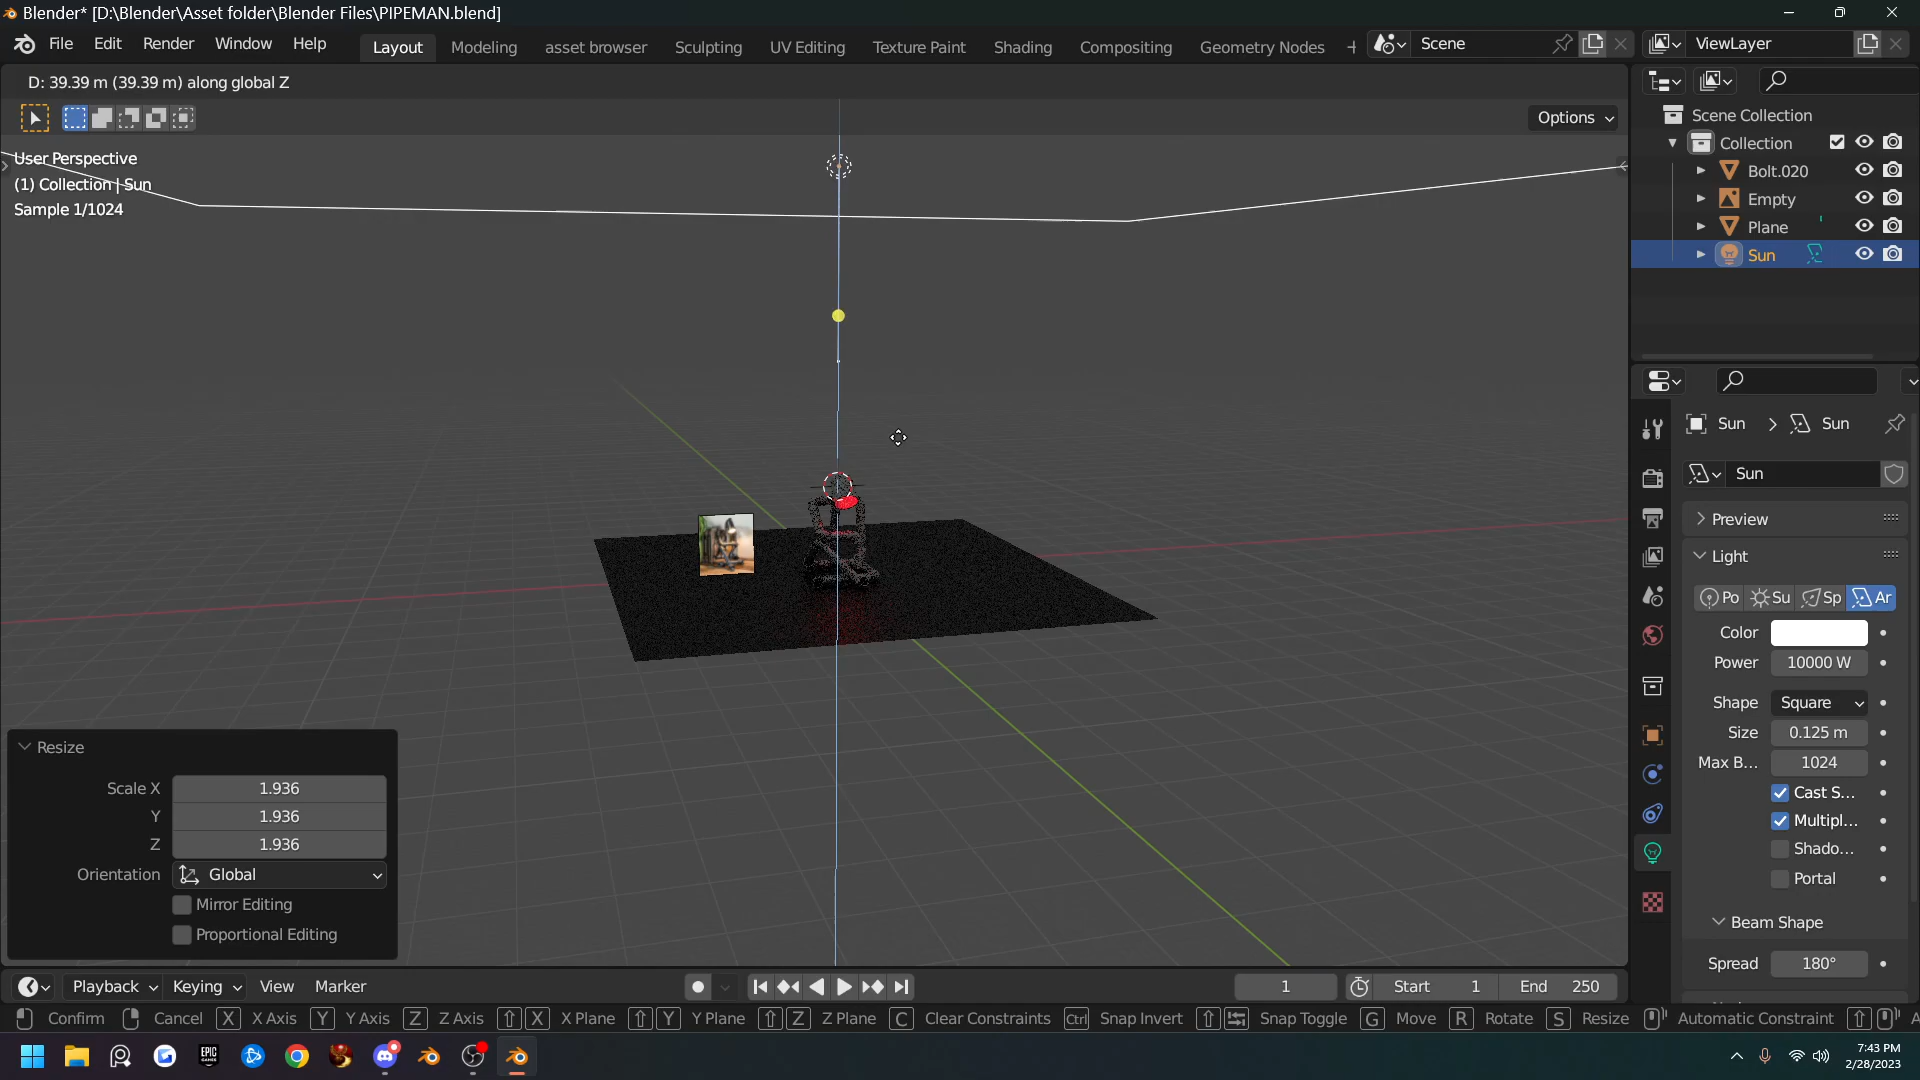 Blender* [D:\Blender\Asset folder\Blender Files\PIPEMAN.blend]
File Edit Render Window Help Layout Modeling asset browser Sculpting UV Editing Texture Paint Shading Compositing Geometry Nodes Scene ViewLayer
D: 39.39 m (39.39 m) along global Z
Options
User Perspective
(1) Collection | Sun
Sample 1/1024
Scene Collection
Collection
Bolt.020
Empty
Plane
Sun
Sun Sun
Sun
Preview
Light
Po Su Sp Ar
Color
Power 10000 W
Shape Square
Size 0.125 m
Max B... 1024
Cast S...
Multipl...
Shado...
Portal
Beam Shape
Spread 180°
Resize
Scale X 1.936
Y 1.936
Z 1.936
Orientation Global
Mirror Editing
Proportional Editing
Playback Keying View Marker 1 Start 1 End 250
Confirm Cancel X X Axis Y Y Axis Z Z Axis X X Plane Y Y Plane Z Z Plane C Clear Constraints Ctrl Snap Invert Snap Toggle G Move R Rotate S Resize Automatic Constraint A
EPIC GAMES
7:43 PM
2/28/2023